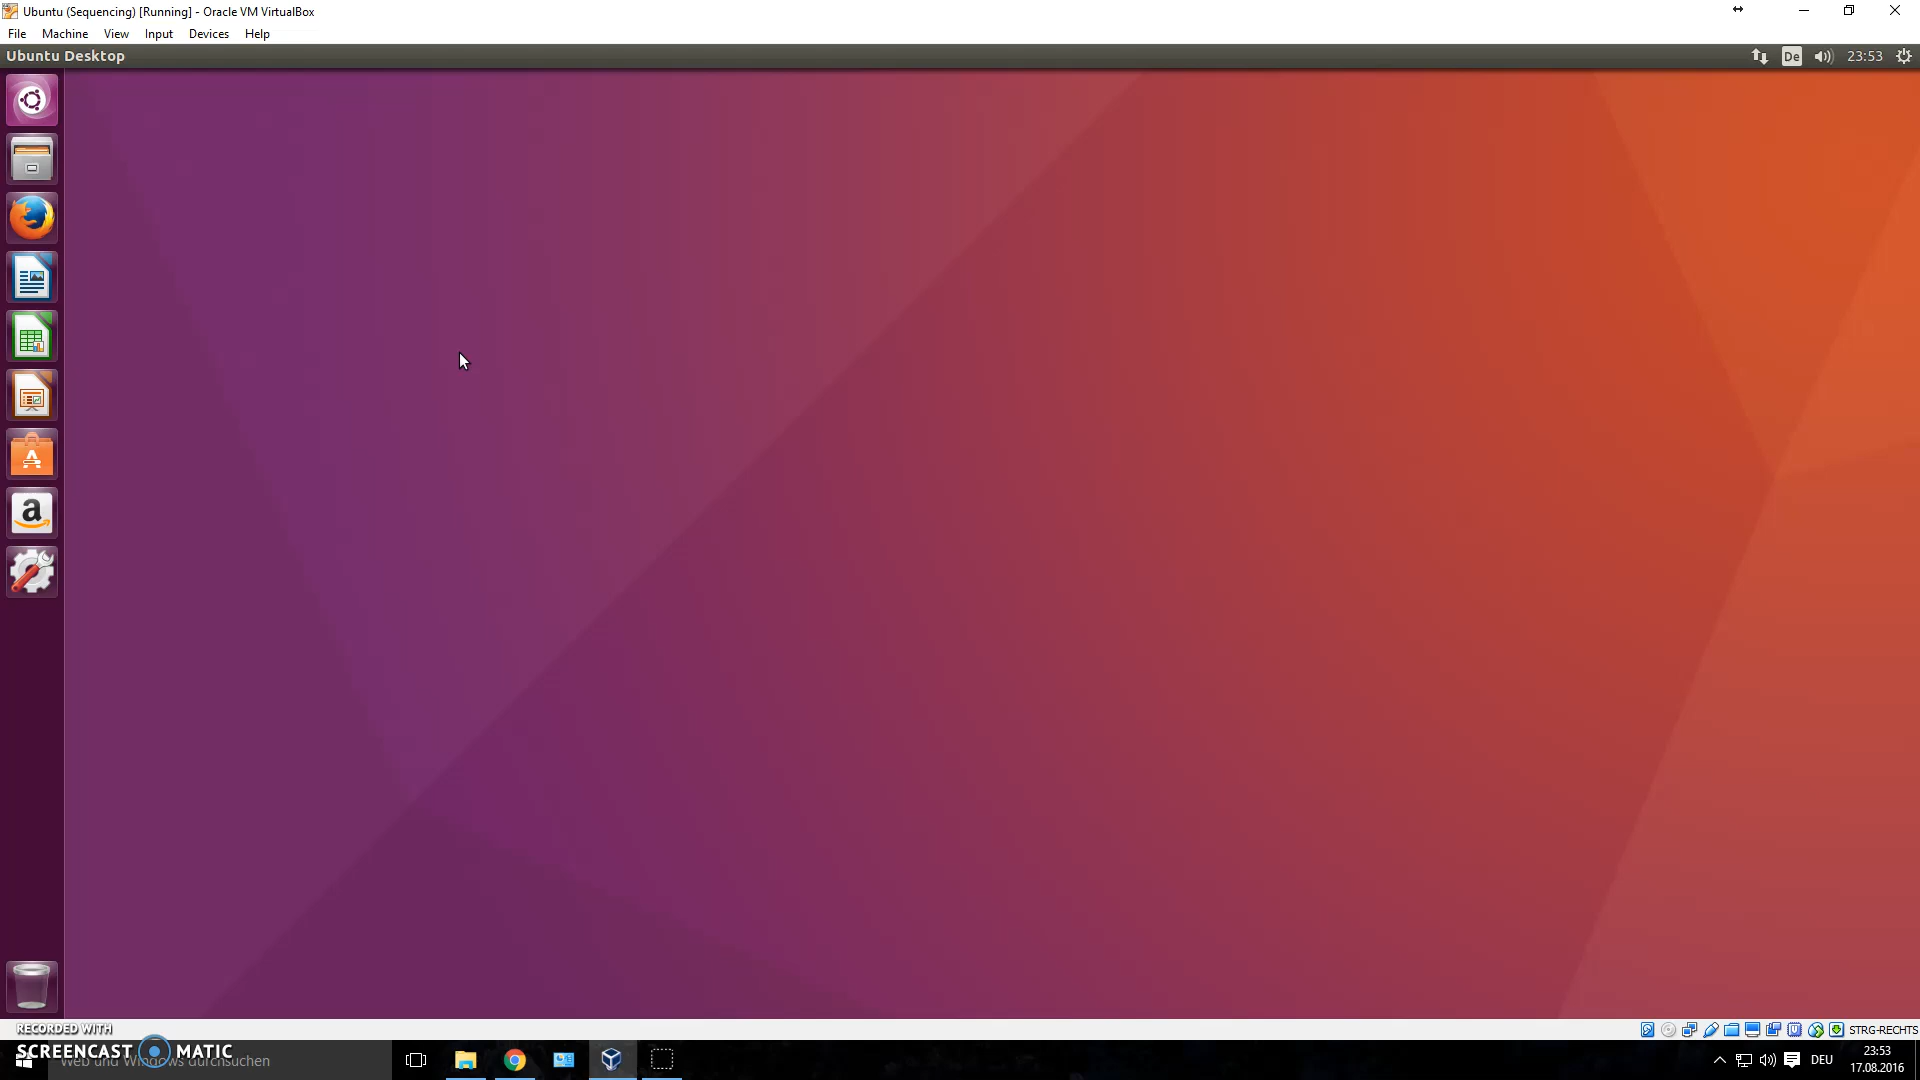 Ubuntu (Sequencing) [Running] - Oracle VM VirtualBox
File Machine View Input Devices Help
Ubuntu Desktop De 23:53
A
a
STRG-RECHTS
RECORDED WITH
SCREENCAST MATIC
Web und Windows durchsuchen
DEU
23:53
17.08.2016